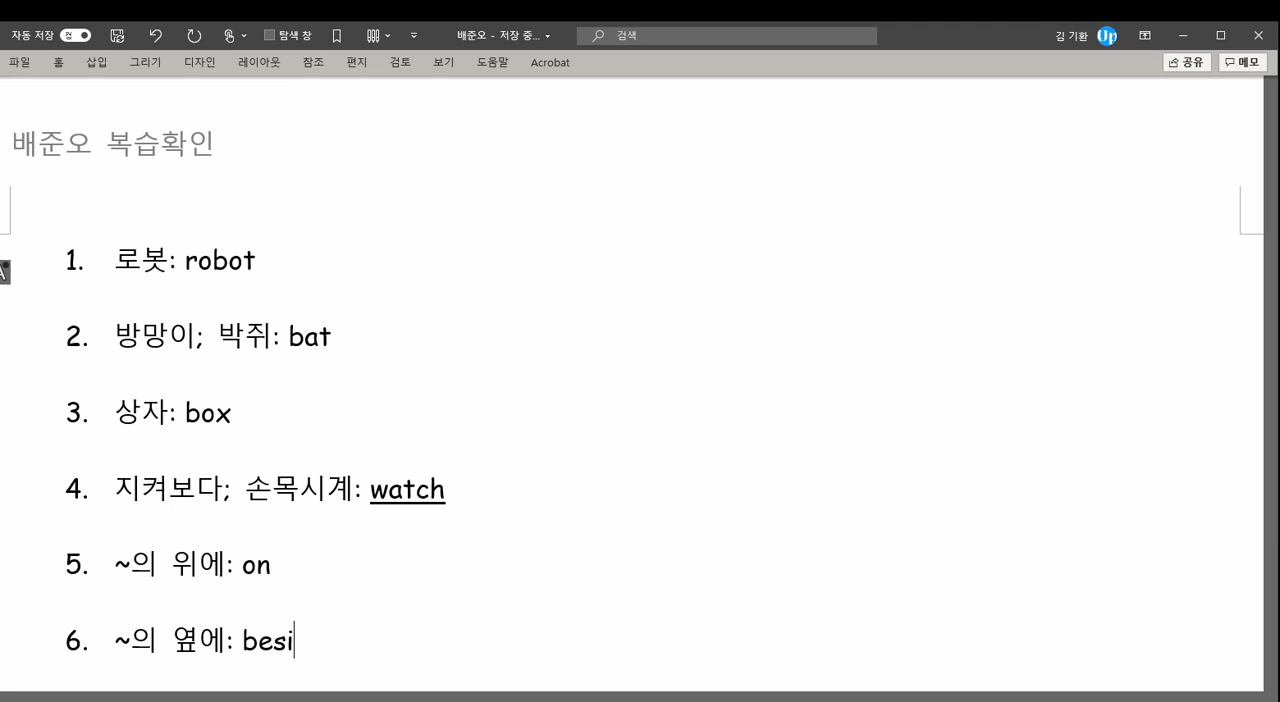 자동 저장 켬 탐색 창 배준오 - 저장 중... 검색 김 기환 Up
파일 홈 삽입 그리기 디자인 레이아웃 참조 편지 검토 보기 도움말 Acrobat 공유 메모
배준오 복습확인
1. 로봇: robot
2. 방망이; 박쥐: bat
3. 상자: box
4. 지켜보다; 손목시계: watch
5. ~의 위에: on
6. ~의 옆에: besi